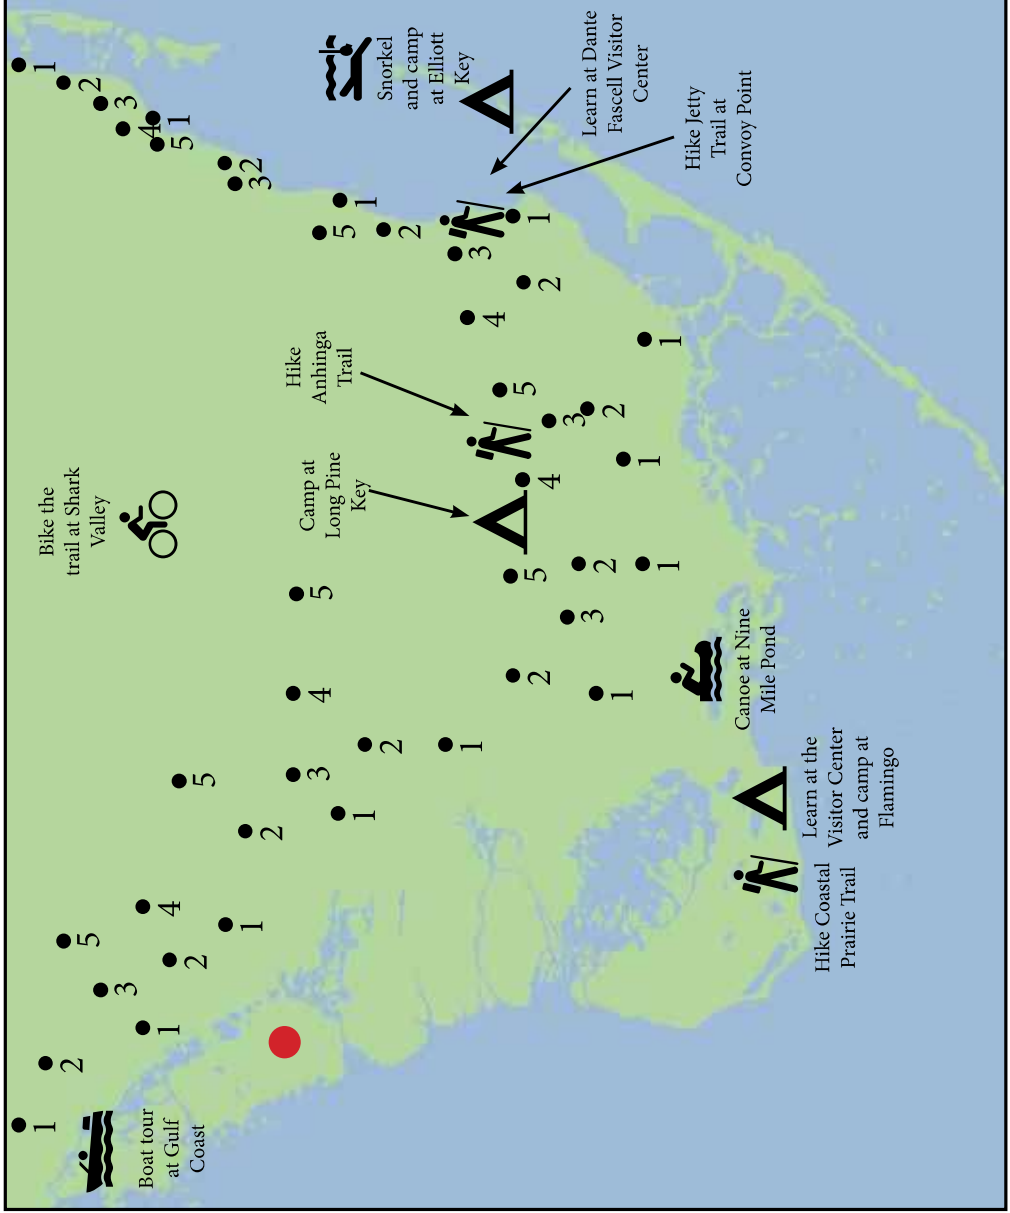 1
1
Bike the
trail at Shark
Valley
2
5
2
3
3
4
Boat tour
at Gulf
Coast
1
4
1
5
2
5
1
2
3
2
Hike
Anhinga
Trail
Camp at
Long Pine
Key
3
4
5
5
1
1
2
2
Snorkel
and camp
at Elliott
Key
1
3
4
5
5
2
1
4
2
3
3
2
2
Learn at Dante
Fascell Visitor
Center
1
1
1
1
Hike Jetty
Trail at
Convoy Point
Canoe at Nine
Mile Pond
Learn at the
Visitor Center
and camp at
Flamingo
Hike Coastal
Prairie Trail